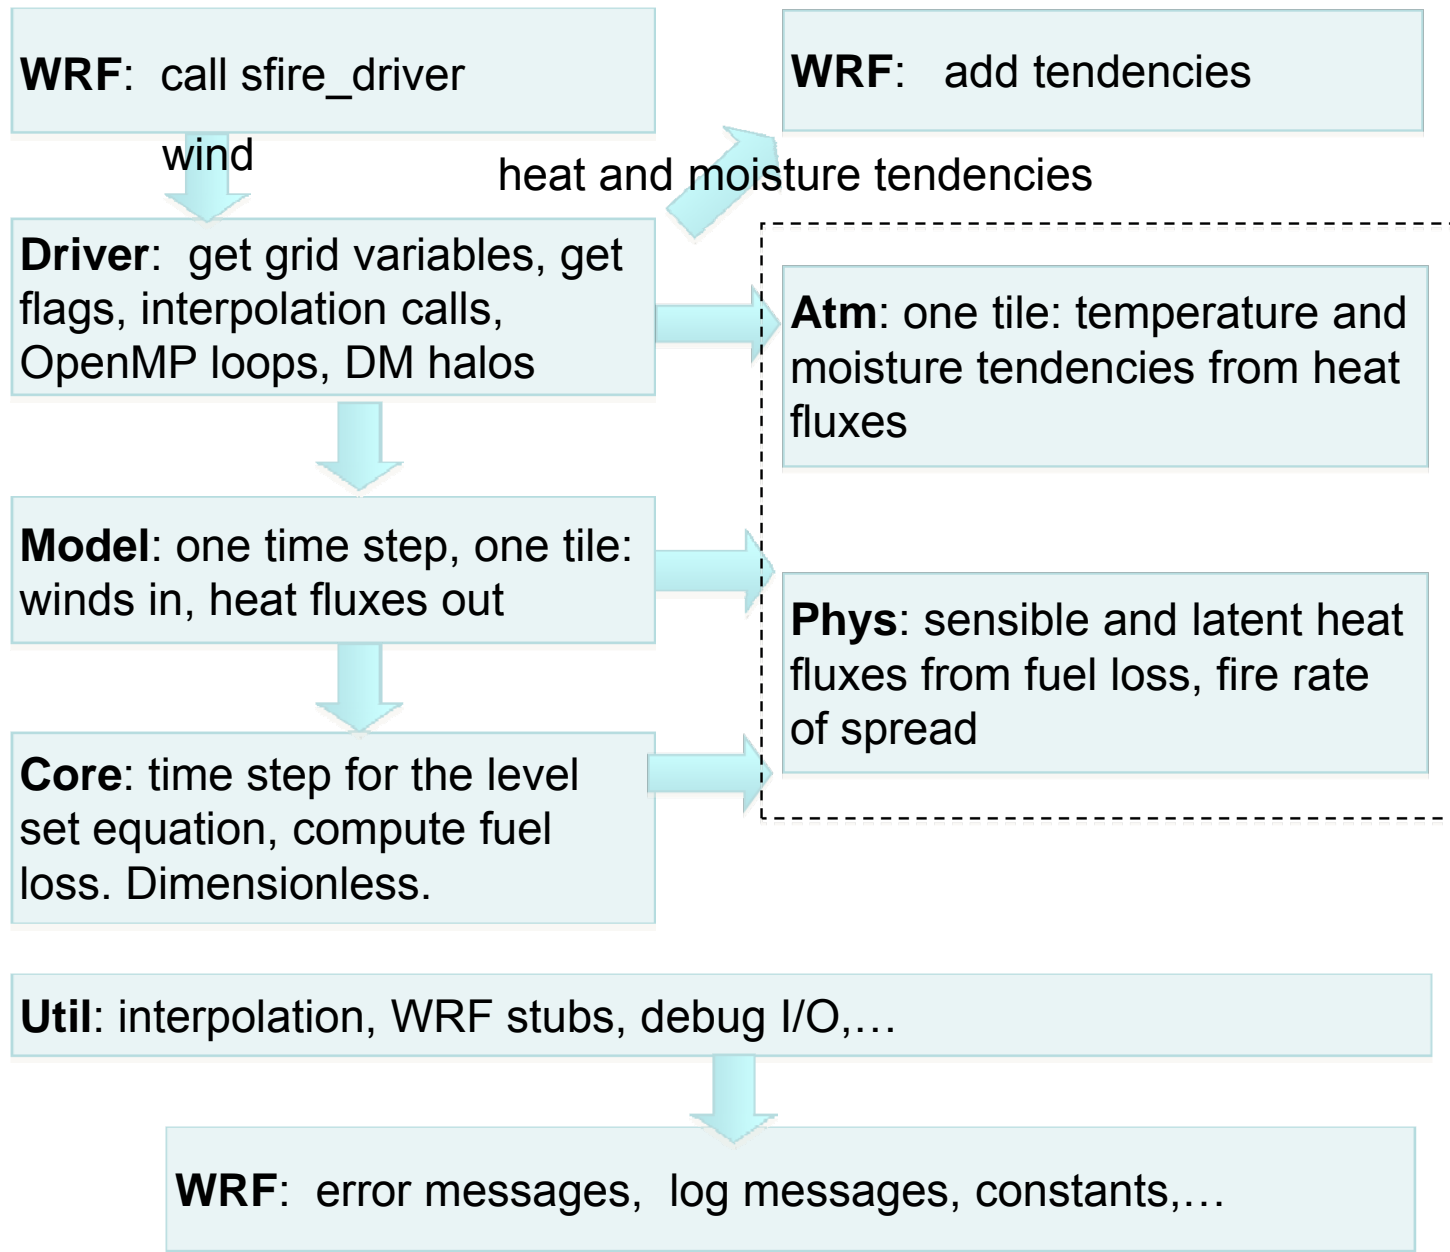 WRF: call sfire_driver
WRF: add tendencies
wind
heat and moisture tendencies
Driver: get grid variables, get
flags, interpolation calls,
OpenMP loops, DM halos
Atm: one tile: temperature and
moisture tendencies from heat
fluxes
Model: one time step, one tile:
winds in, heat fluxes out
Phys: sensible and latent heat
fluxes from fuel loss, fire rate
of spread
Core: time step for the level
set equation, compute fuel
loss. Dimensionless.
Util: interpolation, WRF stubs, debug I/O,…
WRF: error messages, log messages, constants,…